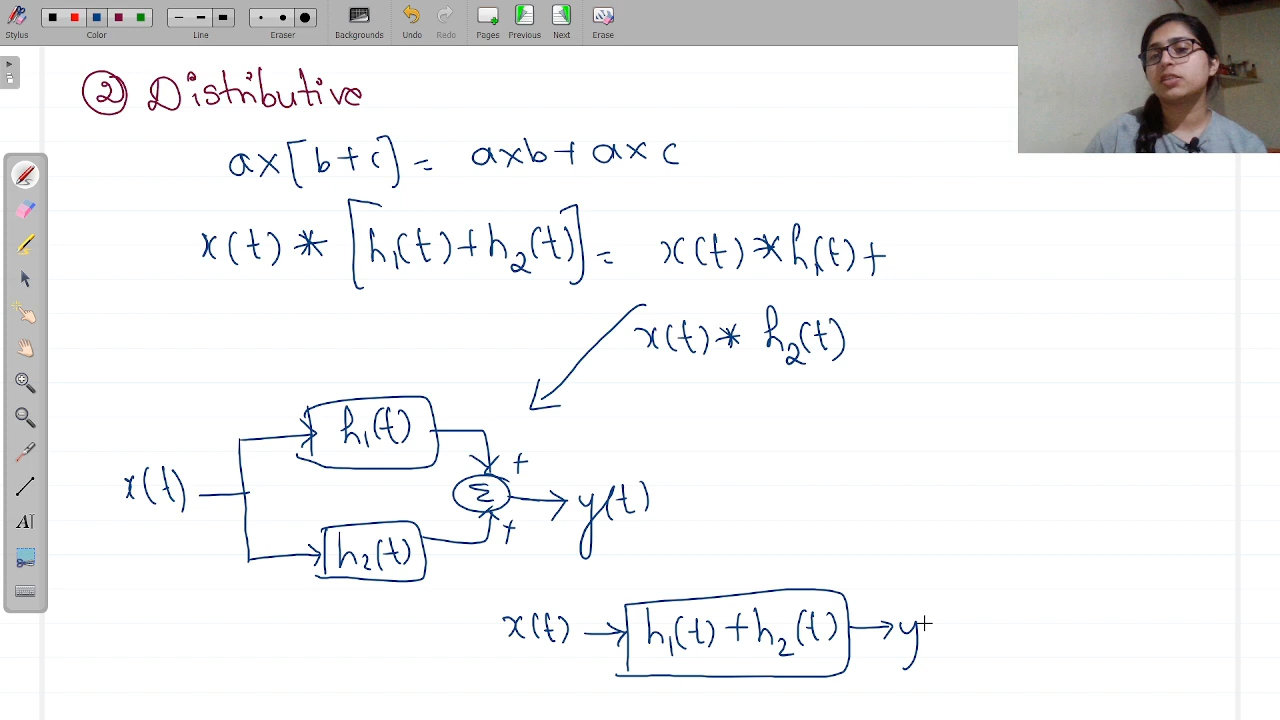 Stylus Color Line Eraser Backgrounds Undo Redo Pages Previous Next Erase
② Distributive
a×[b+c] = a×b + a×c
x(t) * [h₁(t)+h₂(t)] = x(t) * h₁(t) +
x(t) * h₂(t)
h₁(t)
+
x(t) Σ y(t)
+
h₂(t)
x(t) → h₁(t) + h₂(t) → y